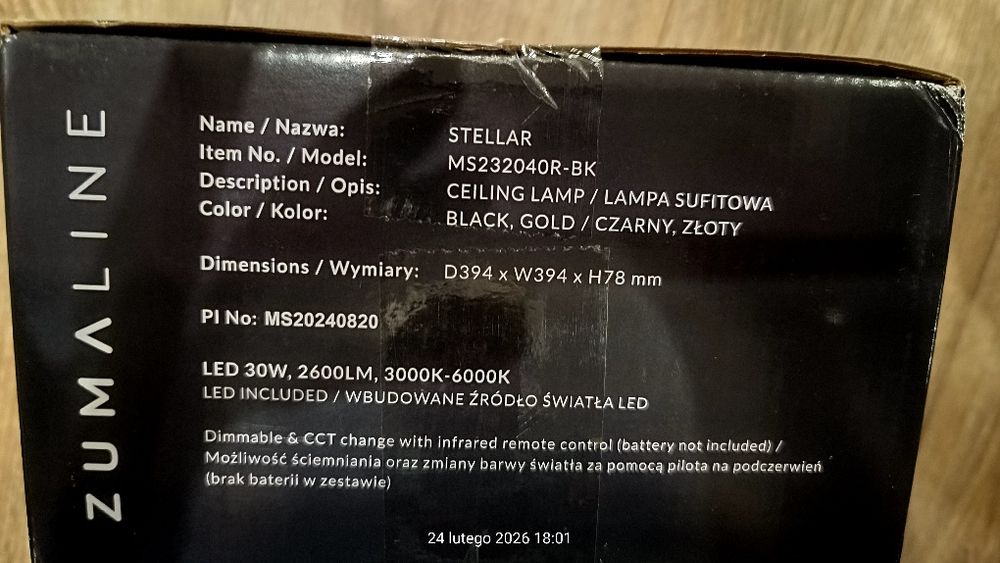 ZUMALINE
Name / Nazwa: STELLAR
Item No. / Model: MS232040R-BK
Description / Opis: CEILING LAMP / LAMPA SUFITOWA
Color / Kolor: BLACK, GOLD / CZARNY, ZŁOTY
Dimensions / Wymiary: D394 x W394 x H78 mm
PI No: MS20240820
LED 30W, 2600LM, 3000K-6000K
LED INCLUDED / WBUDOWANE ŹRÓDŁO ŚWIATŁA LED
Dimmable & CCT change with infrared remote control (battery not included) /
Możliwość ściemniania oraz zmiany barwy światła za pomocą pilota na podczerwień
(brak baterii w zestawie)
24 lutego 2026 18:01